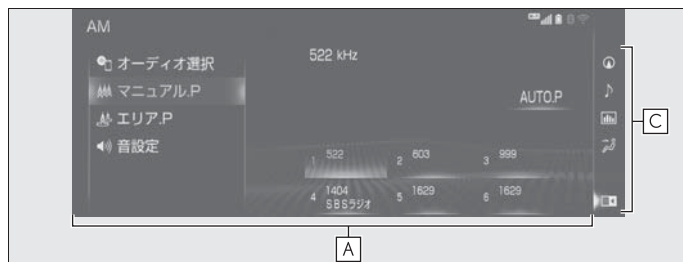 AM
オーディオ選択
マニュアル.P
エリア.P
音設定
522 kHz
AUTO.P
1 522
2 603
3 999
4 1404
SBSラジオ
5 1629
6 1629
A
C